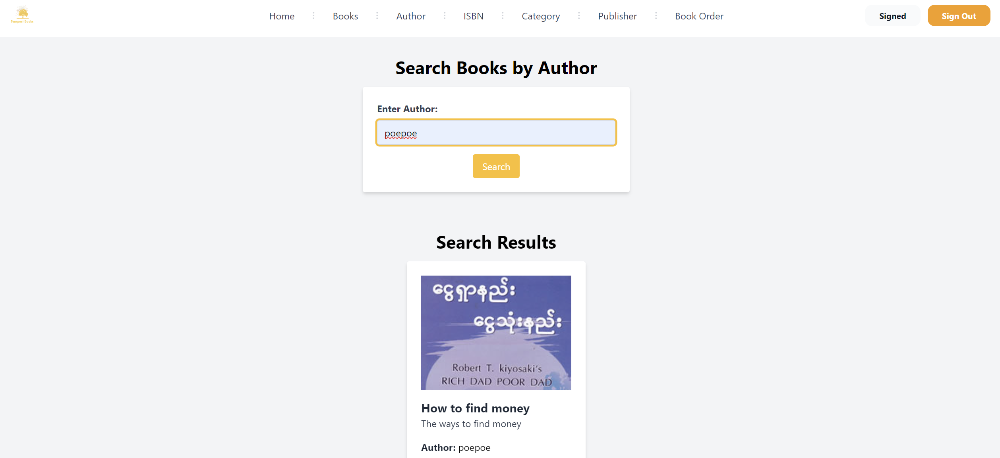 Tempest Books
Home
Books
Author
ISBN
Category
Publisher
Book Order
Signed
Sign Out
Search Books by Author
Enter Author:
poepoe
Search
Search Results
ငွေရှာနည်း
ငွေသုံးနည်း
Robert T. kiyosaki's
RICH DAD POOR DAD
How to find money
The ways to find money
Author: poepoe